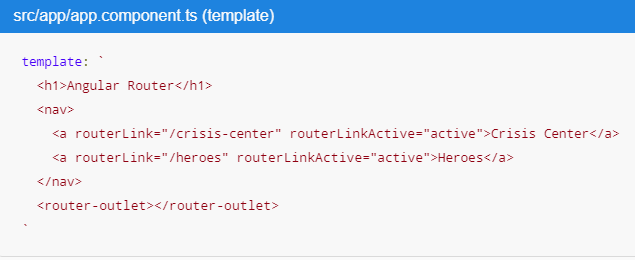 src/app/app.component.ts (template)
template: `
<h1>Angular Router</h1>
<nav>
<a routerLink="/crisis-center" routerLinkActive="active">Crisis Center</a>
<a routerLink="/heroes" routerLinkActive="active">Heroes</a>
</nav>
<router-outlet></router-outlet>
`